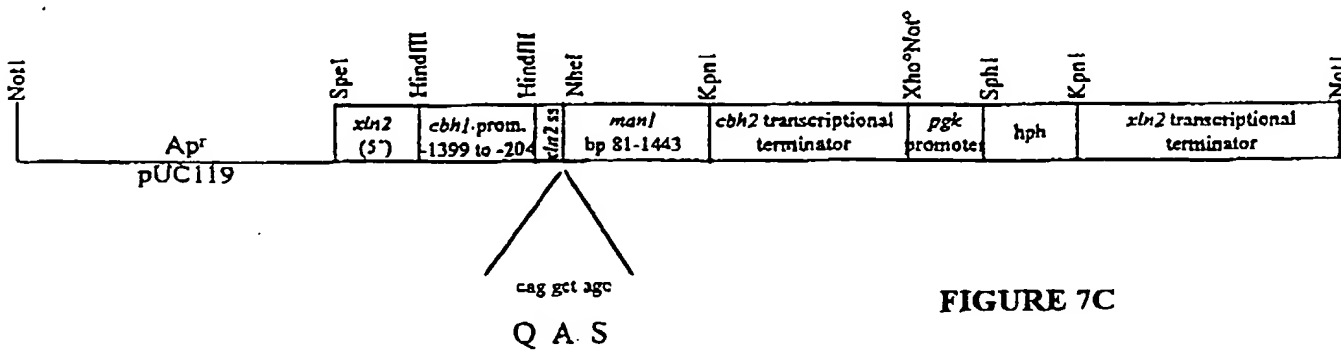 NotI
SpeI
HindIII
HindIII
NheI
KpnI
Xho°Not°
SphI
KpnI
NotI
Apʳ
pUC119
xln2
(5')
cbh1-prom.
-1399 to -204
xln2 ss
man1
bp 81-1443
cbh2 transcriptional
terminator
pgk
promoter
hph
xln2 transcriptional
terminator
cag gct agc
Q A S
FIGURE 7C